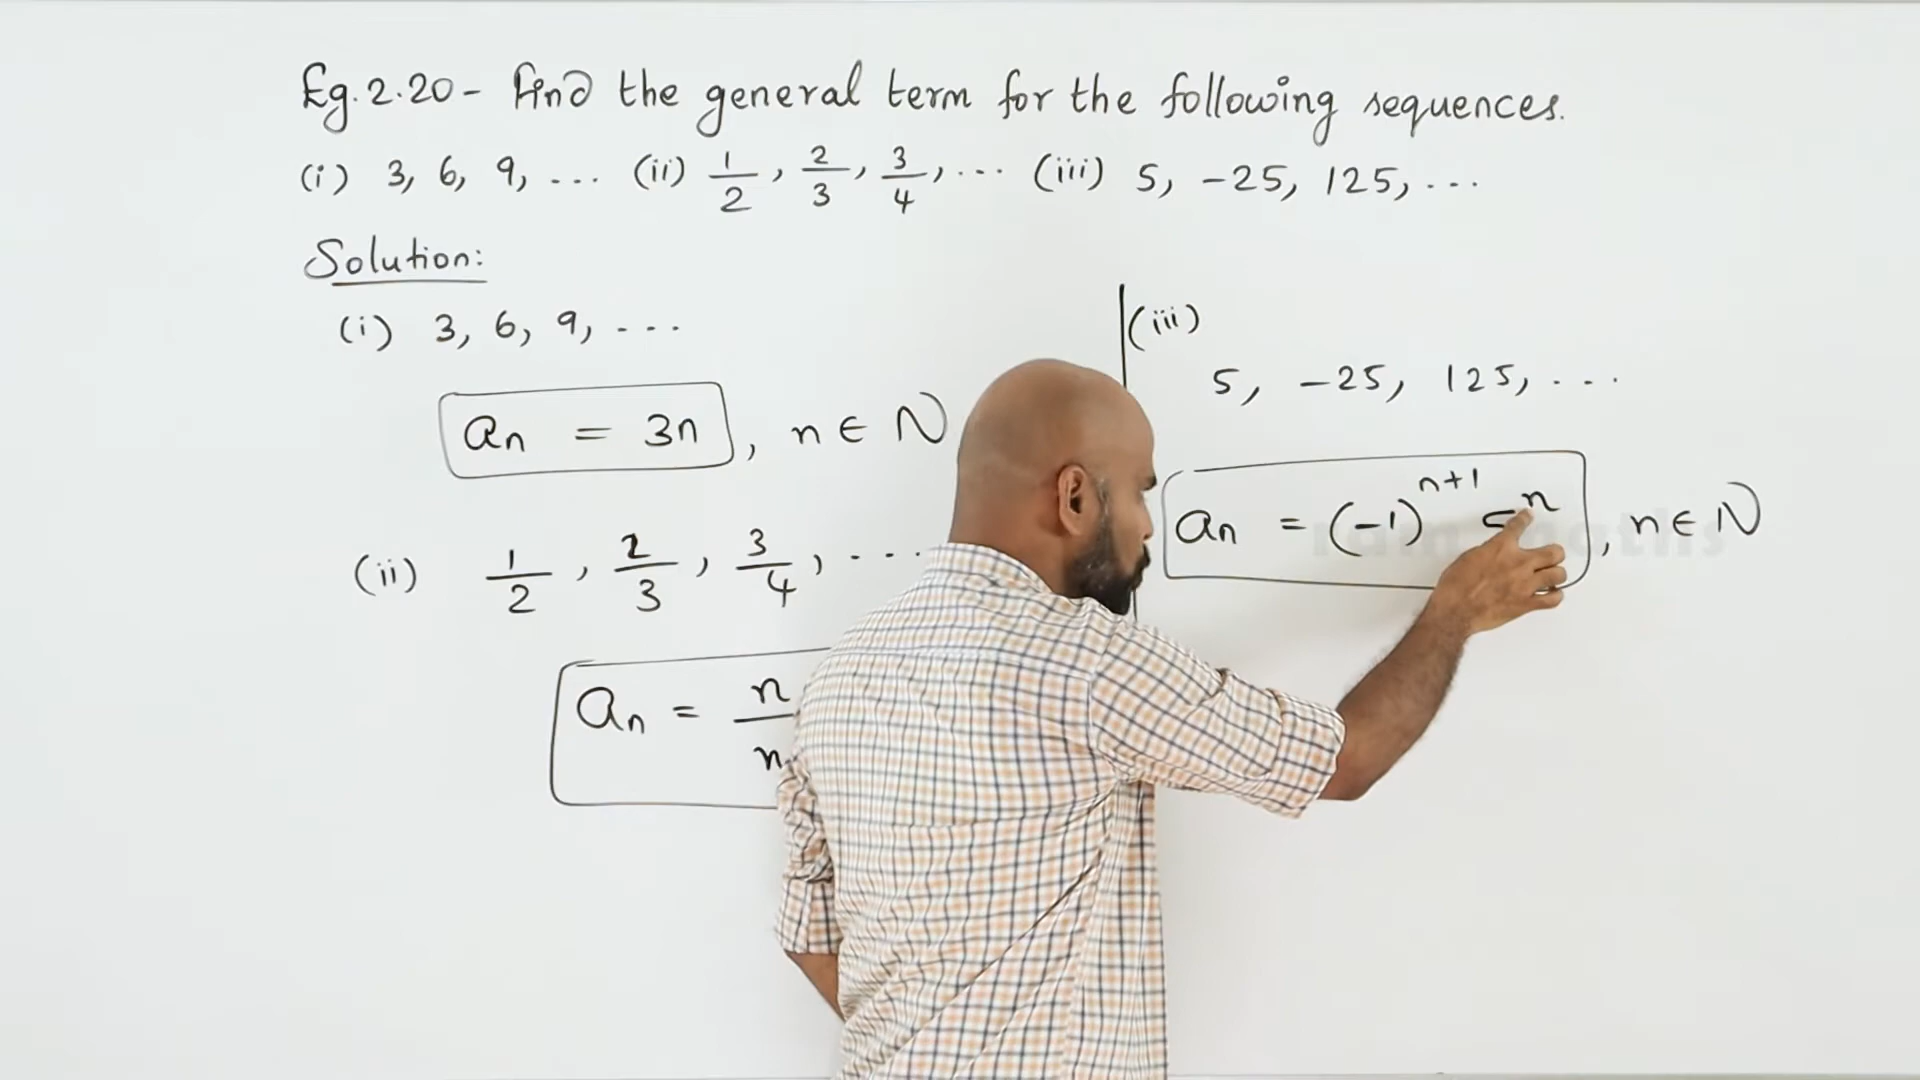 Eg.2.20- Find the general term for the following sequences.
(i) 3, 6, 9, ... (ii) 1/2, 2/3, 3/4, ... (iii) 5, -25, 125, ...
Solution:
(i) 3, 6, 9, ...
an = 3n, n ∈ N
(ii) 1/2, 2/3, 3/4, ...
an = n/n
(iii)
5, -25, 125, ...
an = (-1)^n+1 5^n, n ∈ N